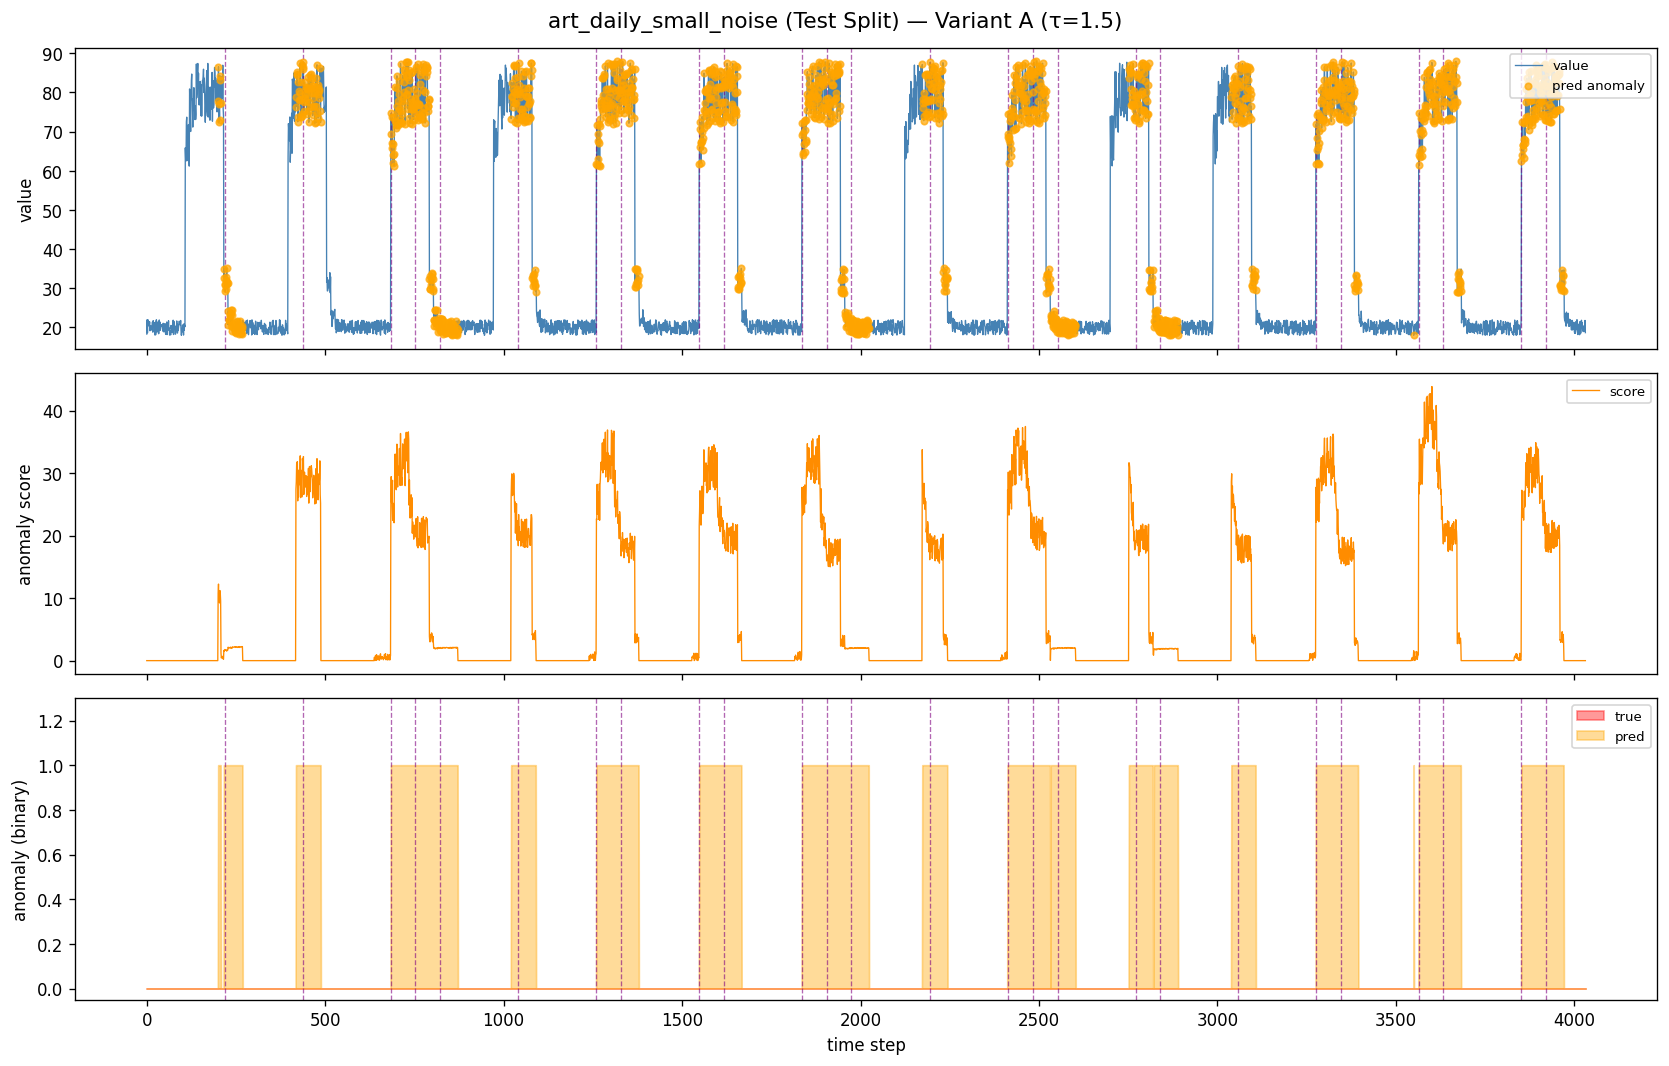 art_daily_small_noise (Test Split) — Variant A (τ=1.5)
90
80
70
60
50
40
30
20
value
value
pred anomaly
40
30
20
10
0
anomaly score
score
1.2
1.0
0.8
0.6
0.4
0.2
0.0
anomaly (binary)
true
pred
0 500 1000 1500 2000 2500 3000 3500 4000
time step